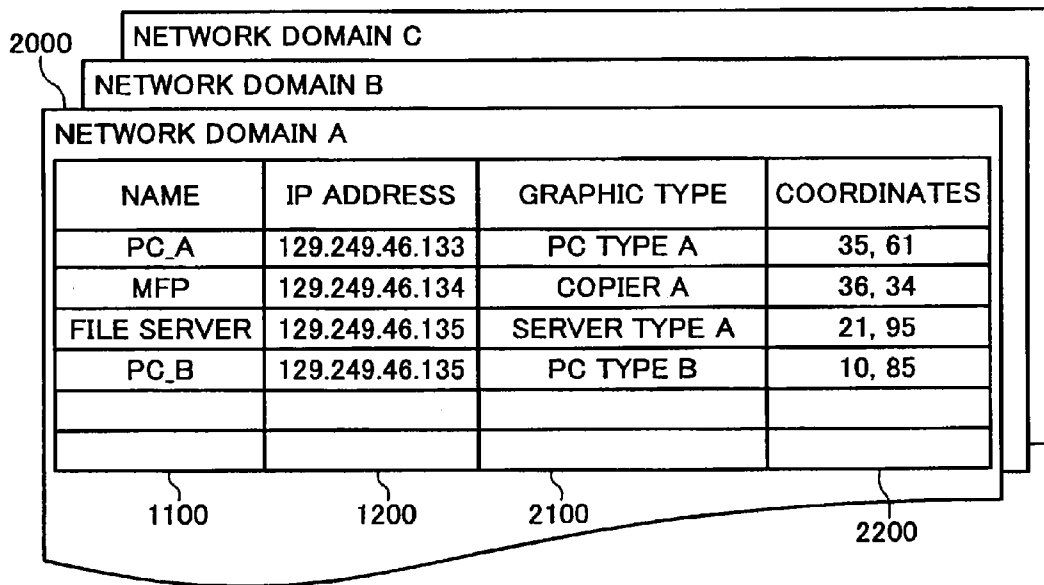 2000
NETWORK DOMAIN C
NETWORK DOMAIN B
NETWORK DOMAIN A
NAME IP ADDRESS GRAPHIC TYPE COORDINATES
PC_A 129.249.46.133 PC TYPE A 35, 61
MFP 129.249.46.134 COPIER A 36, 34
FILE SERVER 129.249.46.135 SERVER TYPE A 21, 95
PC_B 129.249.46.135 PC TYPE B 10, 85
1100 1200 2100 2200